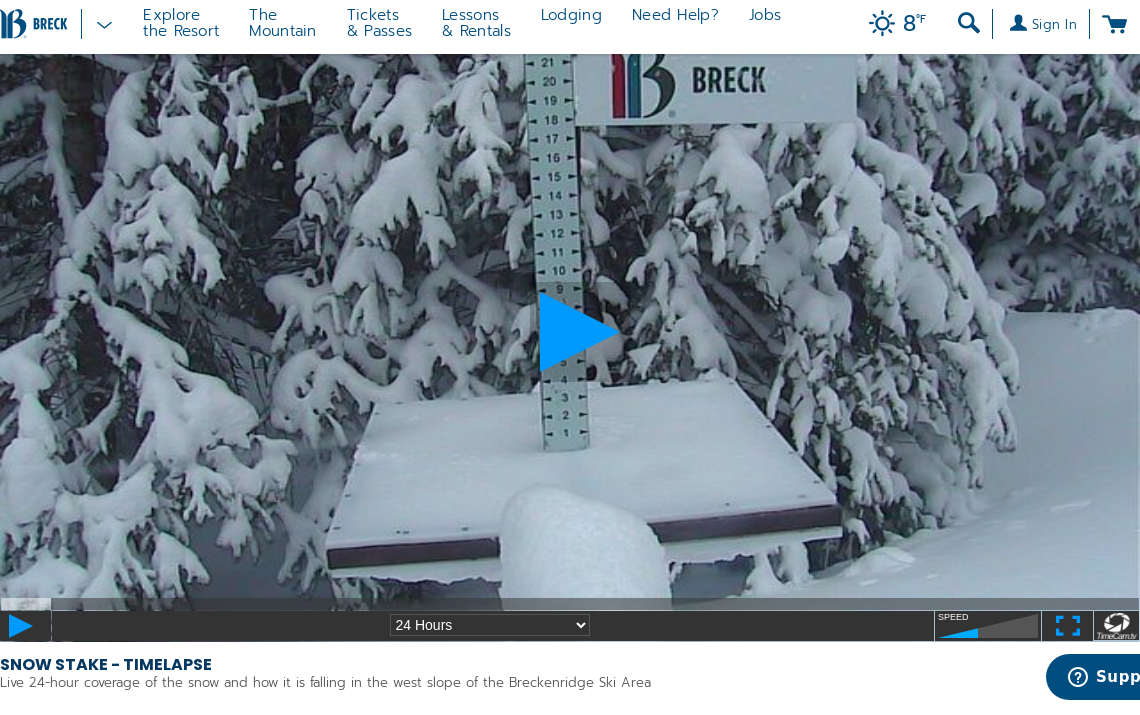 BRECK
Explore
the Resort
The
Mountain
Tickets
& Passes
Lessons
& Rentals
Lodging
Need Help?
Jobs
8°F
Sign In
21
20
19
18
17
16
15
14
13
12
11
10
9
4
3
2
1
BRECK
24 Hours
SPEED
TimeCam.tv
SNOW STAKE - TIMELAPSE
Live 24-hour coverage of the snow and how it is falling in the west slope of the Breckenridge Ski Area
Supp